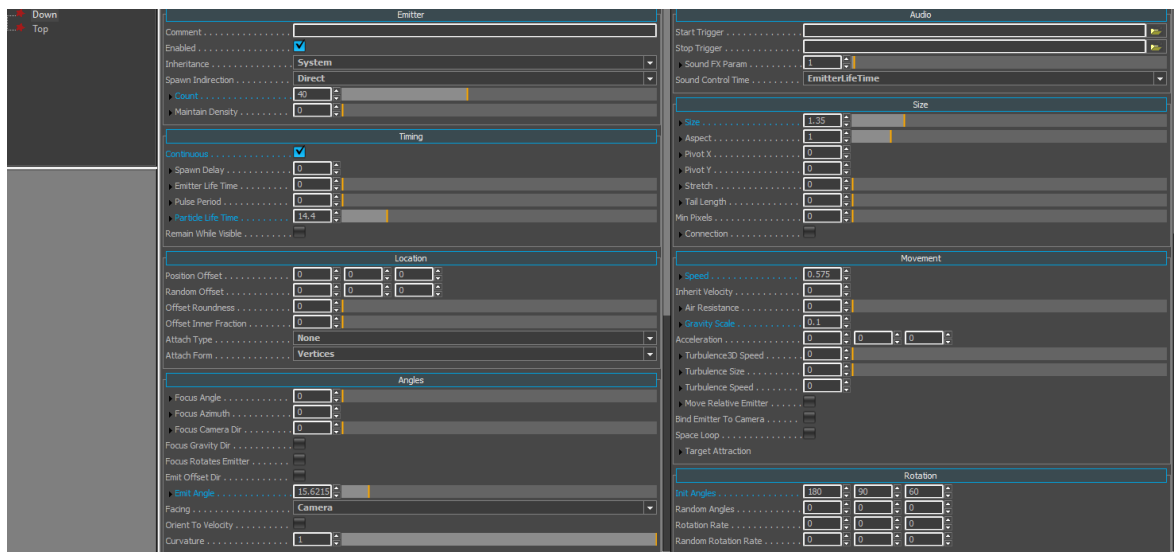 Down
Top
Emitter
Comment
Enabled
Inheritance System
Spawn Indirection Direct
Count 40
Maintain Density 0
Timing
Continuous
Spawn Delay 0
Emitter Life Time 0
Pulse Period 0
Particle Life Time 14.4
Remain While Visible
Location
Position Offset 0 0 0
Random Offset 0 0 0
Offset Roundness 0
Offset Inner Fraction 0
Attach Type None
Attach Form Vertices
Angles
Focus Angle 0
Focus Azimuth 0
Focus Camera Dir 0
Focus Gravity Dir
Focus Rotates Emitter
Emit Offset Dir
Emit Angle 15.6215
Facing Camera
Orient To Velocity
Curvature 1
Audio
Start Trigger
Stop Trigger
Sound FX Param 1
Sound Control Time EmitterLifeTime
Size
Size 1.35
Aspect 1
Pivot X 0
Pivot Y 0
Stretch 0
Tail Length 0
Min Pixels 0
Connection
Movement
Speed 0.575
Inherit Velocity 0
Air Resistance 0
Gravity Scale 0.1
Acceleration 0 0 0
Turbulence3D Speed 0
Turbulence Size 0
Turbulence Speed 0
Move Relative Emitter
Bind Emitter To Camera
Space Loop
Target Attraction
Rotation
Init Angles 180 90 60
Random Angles 0 0 0
Rotation Rate 0 0 0
Random Rotation Rate 0 0 0